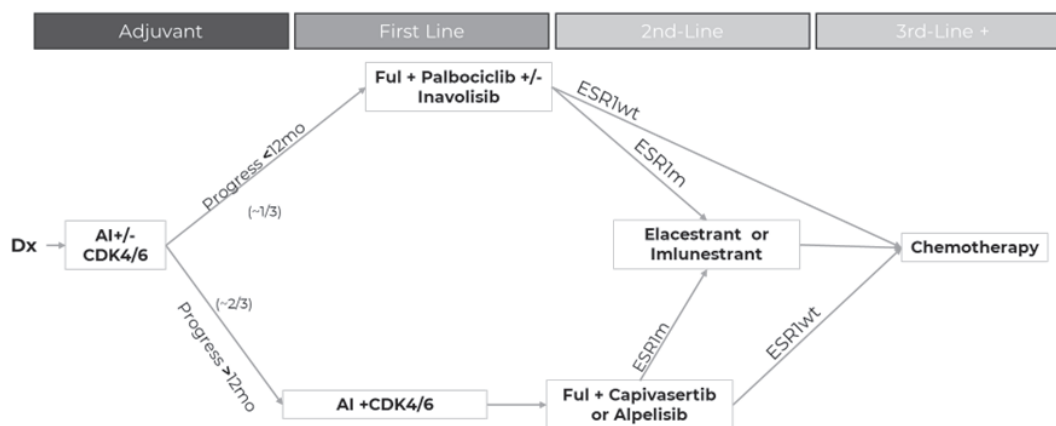 Adjuvant
First Line
2nd-Line
3rd-Line +
Ful + Palbociclib +/-
Inavolisib
ESR1wt
ESR1m
Progress <12mo
(~1/3)
Dx
AI+/-
CDK4/6
Elacestrant or
Imlunestrant
Chemotherapy
(~2/3)
Progress >12mo
ESR1m
ESR1wt
AI +CDK4/6
Ful + Capivasertib
or Alpelisib